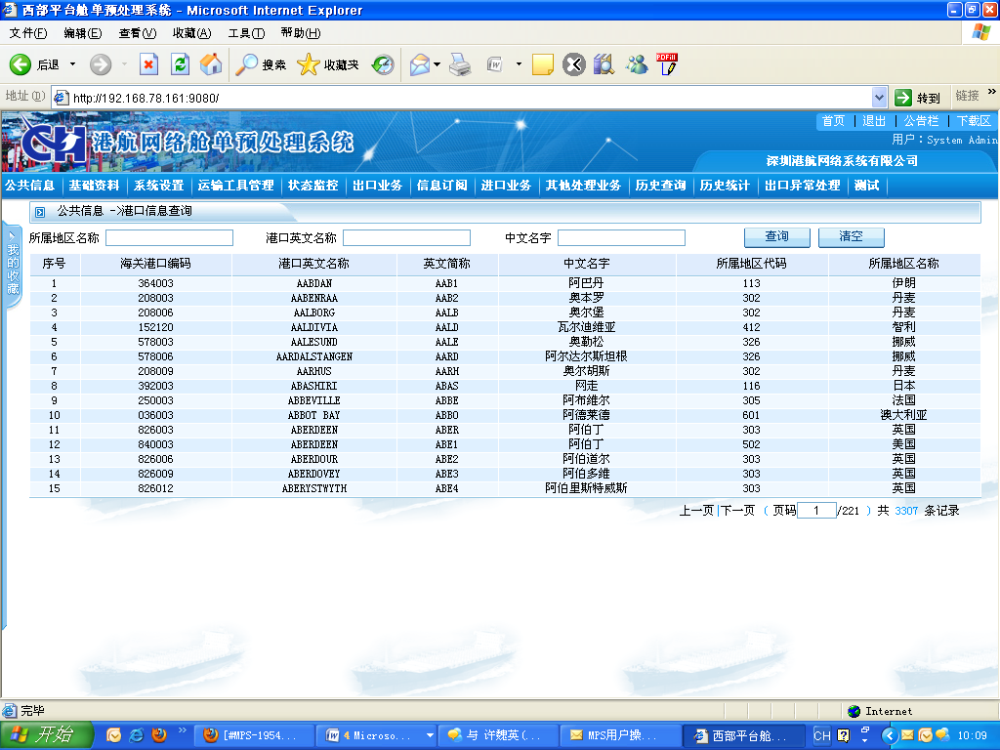 西部平台舱单预处理系统 - Microsoft Internet Explorer
文件(F) 编辑(E) 查看(V) 收藏(A) 工具(T) 帮助(H)
后退 搜索 收藏夹
地址(D) http://192.168.78.161:9080/ 转到 链接 »
首页 | 退出 | 公告栏 | 下载区
CH 港航网络舱单预处理系统
用户：System Admin
深圳港航网络系统有限公司
公共信息 基础资料 系统设置 运输工具管理 状态监控 出口业务 信息订阅 进口业务 其他处理业务 历史查询 历史统计 出口异常处理 测试
公共信息 ->港口信息查询
我的收藏
所属地区名称 港口英文名称 中文名字 查询 清空
序号 海关港口编码 港口英文名称 英文简称 中文名字 所属地区代码 所属地区名称
1 364003 AABDAN AAB1 阿巴丹 113 伊朗
2 208003 AABENRAA AAB2 奥本罗 302 丹麦
3 208006 AALBORG AALB 奥尔堡 302 丹麦
4 152120 AALDIVIA AALD 瓦尔迪维亚 412 智利
5 578003 AALESUND AALE 奥勒松 326 挪威
6 578006 AARDALSTANGEN AARD 阿尔达尔斯坦根 326 挪威
7 208009 AARHUS AARH 奥尔胡斯 302 丹麦
8 392003 ABASHIRI ABAS 网走 116 日本
9 250003 ABBEVILLE ABBE 阿布维尔 305 法国
10 036003 ABBOT BAY ABBO 阿德莱德 601 澳大利亚
11 826003 ABERDEEN ABER 阿伯丁 303 英国
12 840003 ABERDEEN ABE1 阿伯丁 502 美国
13 826006 ABERDOUR ABE2 阿伯道尔 303 英国
14 826009 ABERDOVEY ABE3 阿伯多维 303 英国
15 826012 ABERYSTWYTH ABE4 阿伯里斯特威斯 303 英国
上一页|下一页 （ 页码 1 /221 ） 共 3307 条记录
完毕 Internet
开始 » [#MPS-1954... 4 Microso... 与 许魏英(... MPS用户操... 西部平台舱... CH 10:09